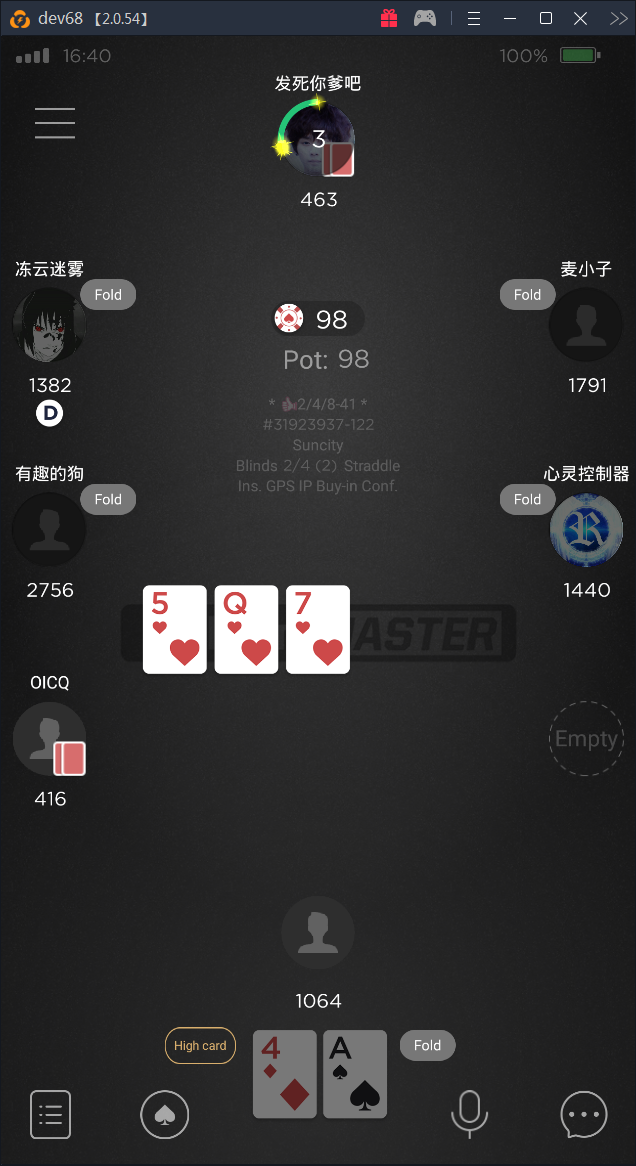 dev68 【2.0.54】
16:40
100%
发死你爹吧
3
463
冻云迷雾
Fold
麦小子
Fold
1382
D
1791
98
Pot: 98
* 2/4/8-41 *
#31923937-122
Suncity
Blinds 2/4 (2) Straddle
Ins. GPS IP Buy-in Conf.
有趣的狗
Fold
心灵控制器
Fold
R
2756
1440
5 Q 7
MASTER
OICQ
416
Empty
1064
High card
4 A
Fold